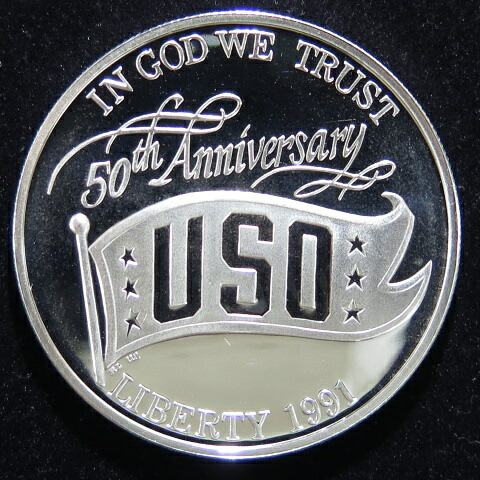 IN GOD WE TRUST
50th Anniversary
USO
LIBERTY 1991